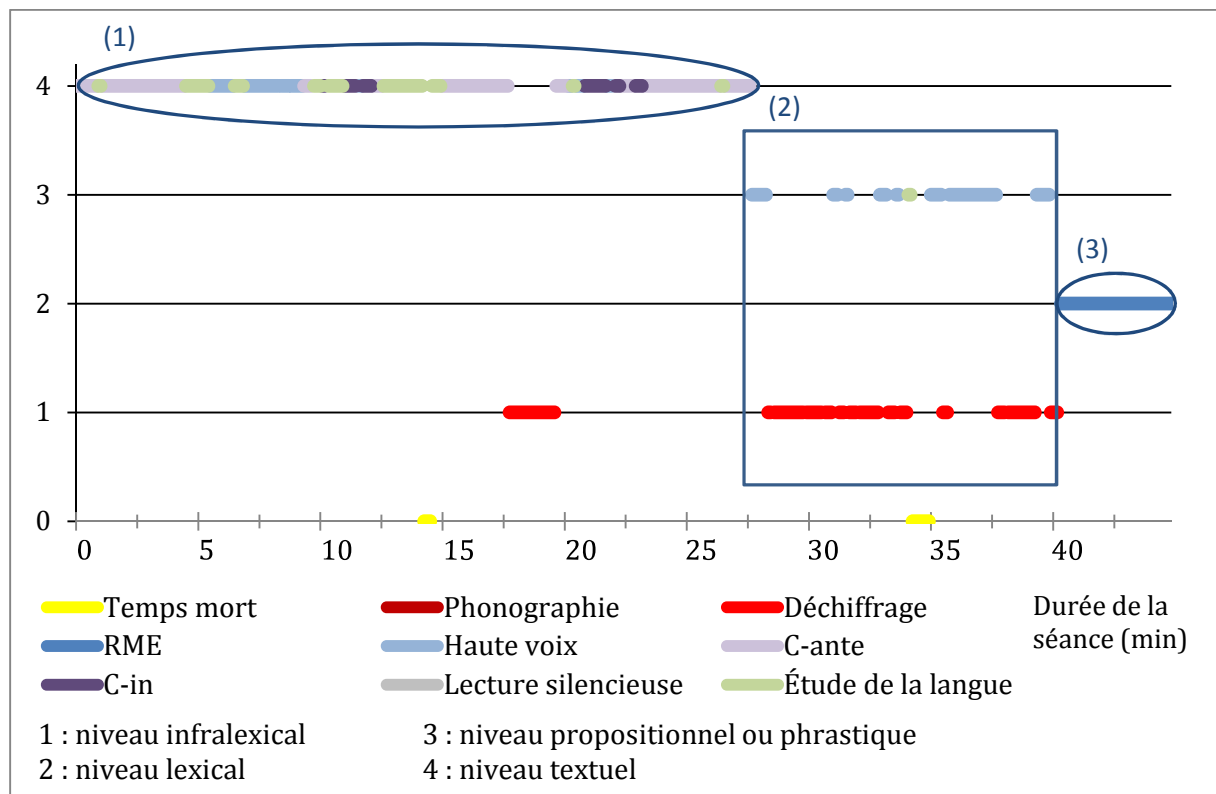 (1)
4
(2)
3
(3)
2
1
0
0 5 10 15 20 25 30 35 40
Temps mort Phonographie Déchiffrage Durée de la
RME Haute voix C-ante séance (min)
C-in Lecture silencieuse Étude de la langue
1 : niveau infralexical 3 : niveau propositionnel ou phrastique
2 : niveau lexical 4 : niveau textuel